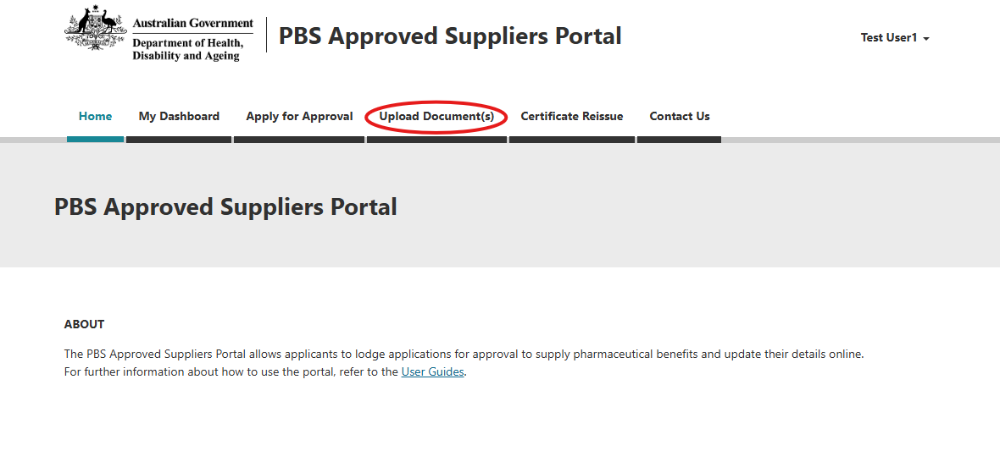 Australian Government
Department of Health,
Disability and Ageing
PBS Approved Suppliers Portal
Test User1
Home
My Dashboard
Apply for Approval
Upload Document(s)
Certificate Reissue
Contact Us
PBS Approved Suppliers Portal
ABOUT
The PBS Approved Suppliers Portal allows applicants to lodge applications for approval to supply pharmaceutical benefits and update their details online.
For further information about how to use the portal, refer to the User Guides.